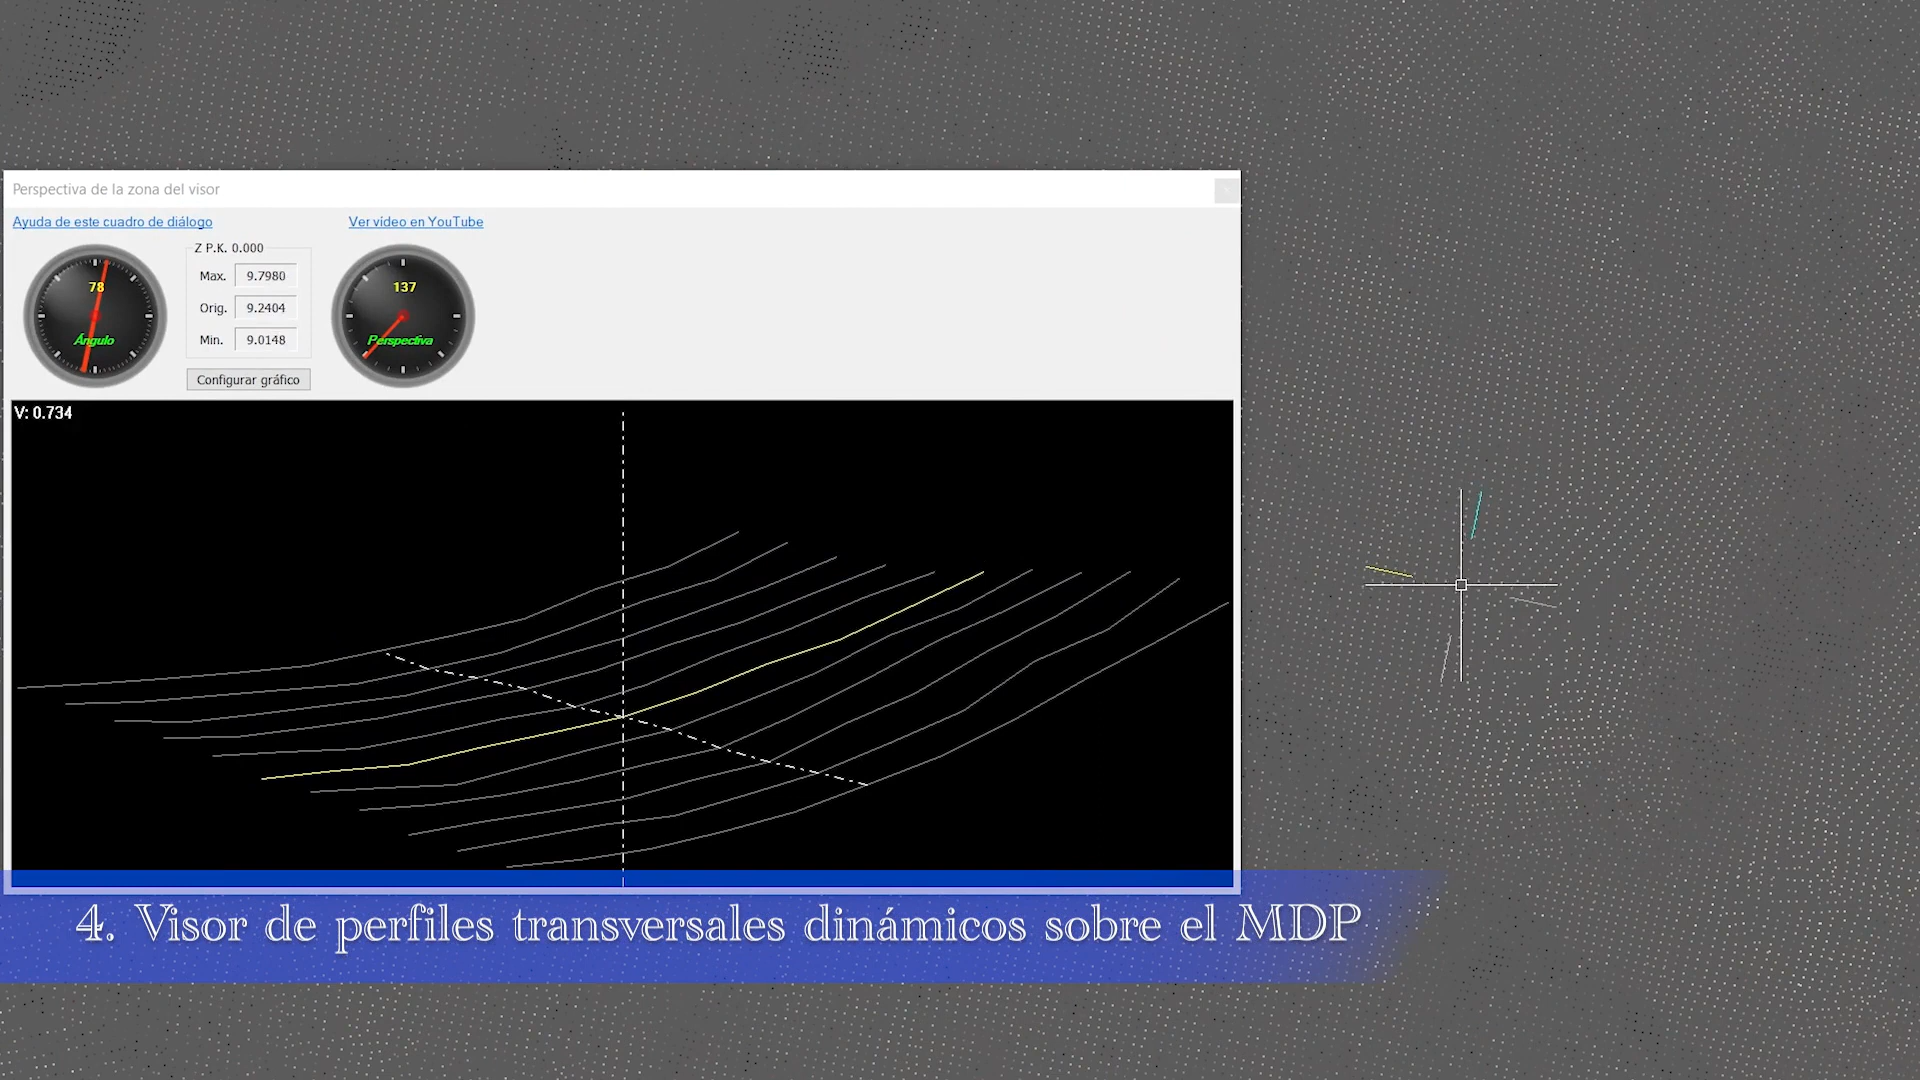 Perspectiva de la zona del visor
Ayuda de este cuadro de diálogo
Ver vídeo en YouTube
78
Ángulo
Z P.K. 0.000
Max. 9.7980
Orig. 9.2404
Min. 9.0148
Configurar gráfico
137
Perspectiva
V: 0.734
4. Visor de perfiles transversales dinámicos sobre el MDP